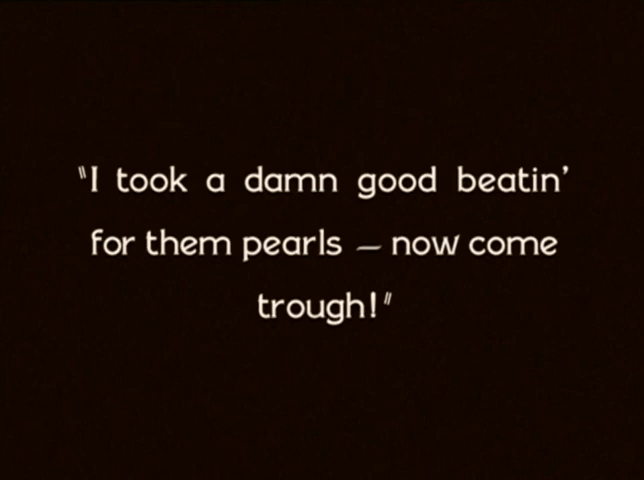 "I took a damn good beatin'
for them pearls — now come
trough!"